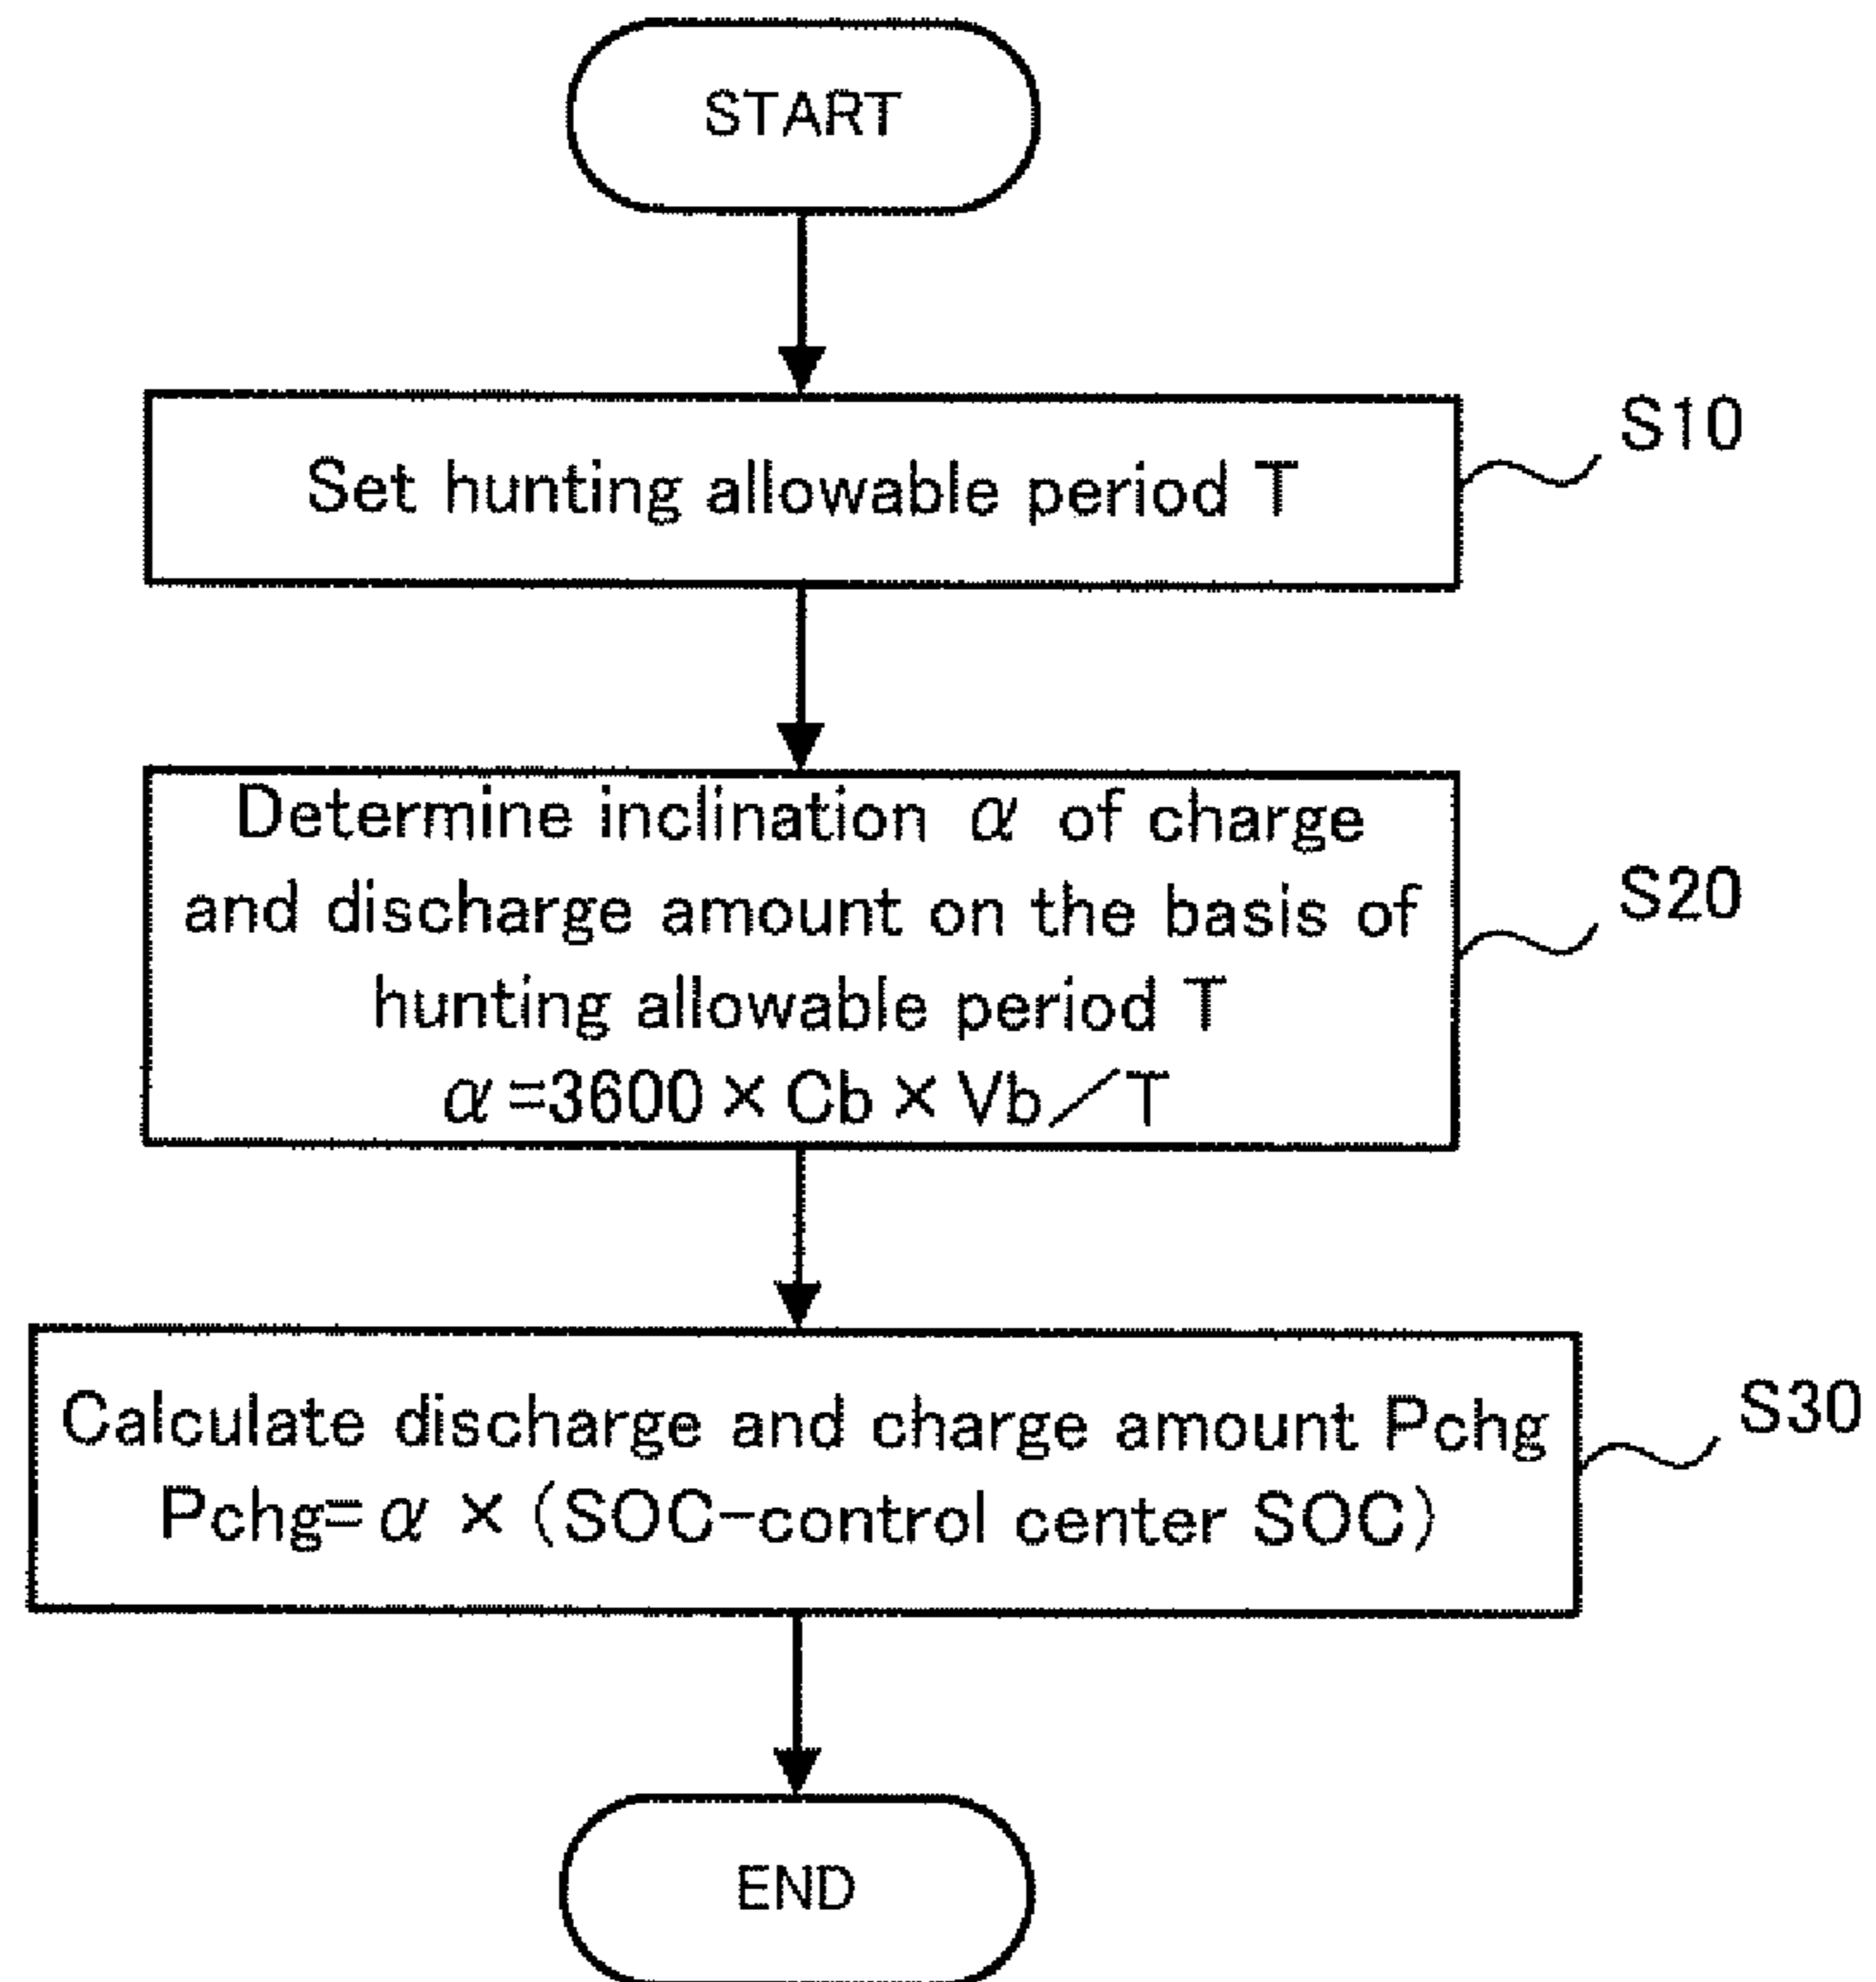 START
Set hunting allowable period T
S10
Determine inclination α of charge
and discharge amount on the basis of
hunting allowable period T
α=3600×Cb×Vb/T
S20
Calculate discharge and charge amount Pchg
Pchg=α×(SOC-control center SOC)
S30
END